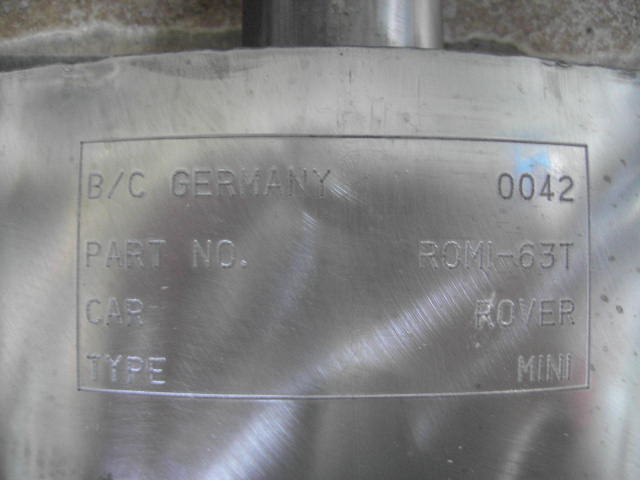 B/C GERMANY 0042
PART NO. ROMI-63T
CAR ROVER
TYPE MINI